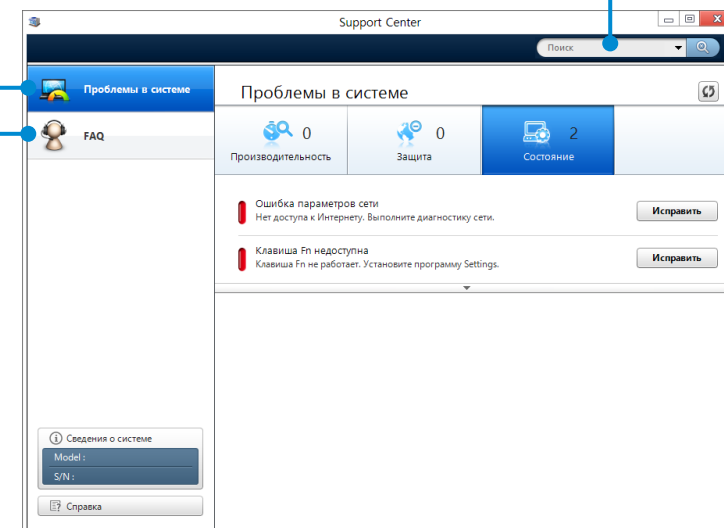 Support Center
Поиск
Проблемы в системе
FAQ
Проблемы в системе
0
Производительность
0
Защита
2
Состояние
Ошибка параметров сети
Нет доступа к Интернету. Выполните диагностику сети.
Исправить
Клавиша Fn недоступна
Клавиша Fn не работает. Установите программу Settings.
Исправить
Сведения о системе
Model :
S/N :
Справка